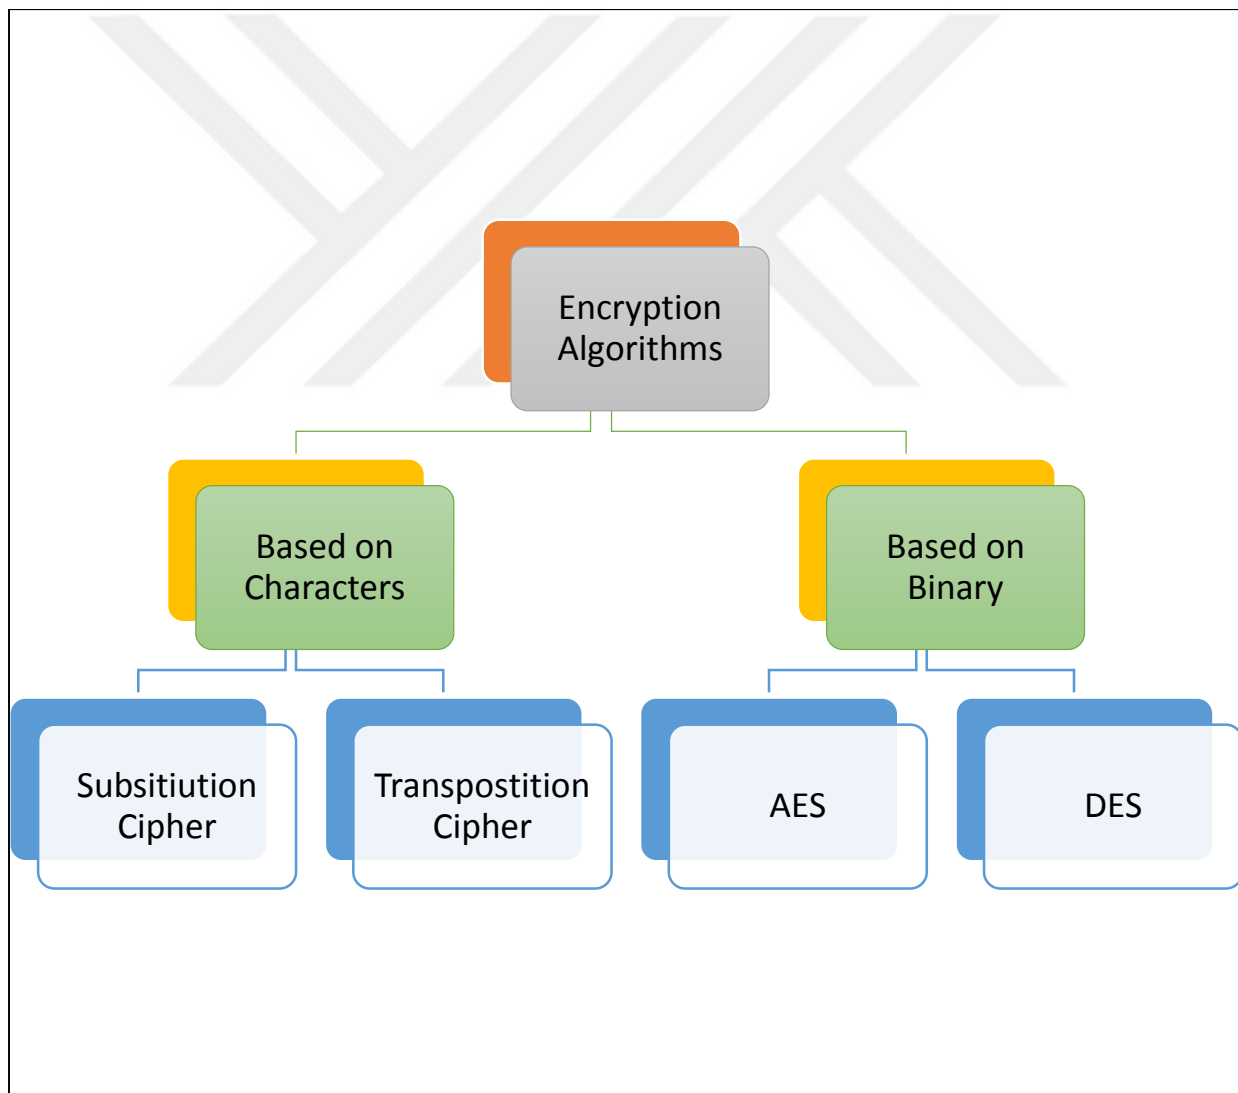 Encryption
Algorithms
Based on
Characters
Based on
Binary
Subsitiution
Cipher
Transpostition
Cipher
AES
DES